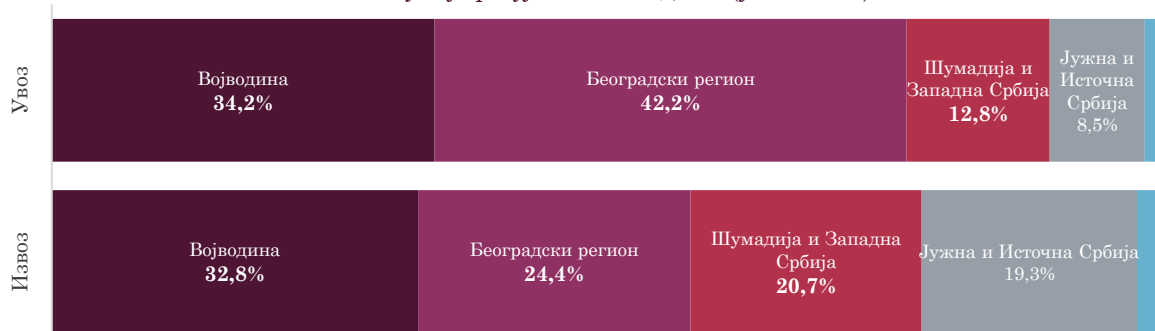 Увоз
Војводина
34,2%
Београдски регион
42,2%
Шумадија и
Западна Србија
12,8%
Јужна и
Источна
Србија
8,5%
Извоз
Војводина
32,8%
Београдски регион
24,4%
Шумадија и Западна
Србија
20,7%
Јужна и Источна Србија
19,3%